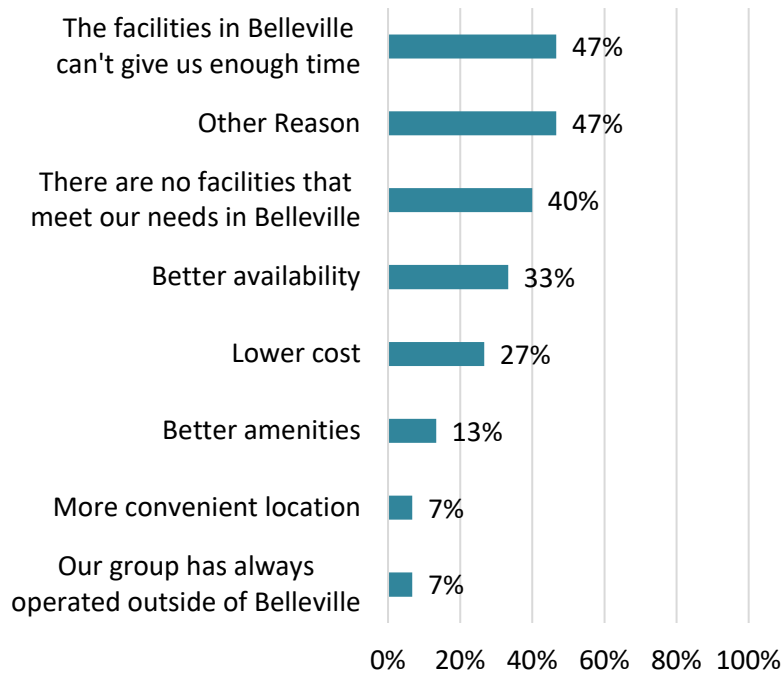 The facilities in Belleville
can't give us enough time
47%
Other Reason
47%
There are no facilities that
meet our needs in Belleville
40%
Better availability
33%
Lower cost
27%
Better amenities
13%
More convenient location
7%
Our group has always
operated outside of Belleville
7%
0% 20% 40% 60% 80% 100%